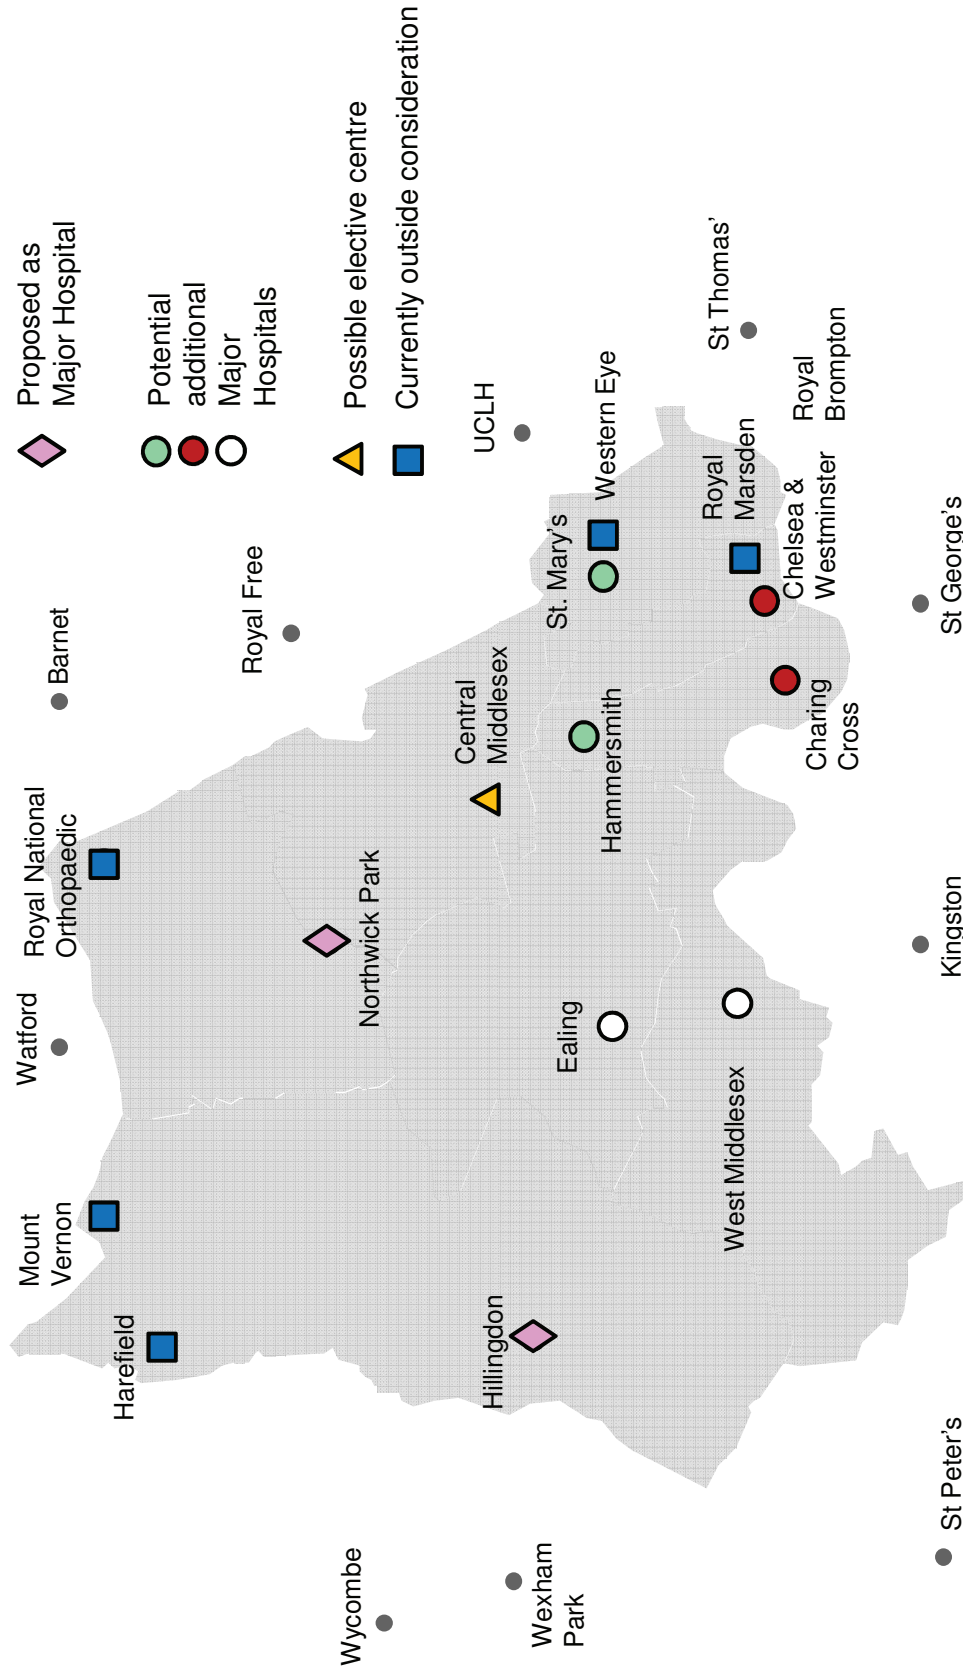 Proposed as
Major Hospital
Potential
additional
Major
Hospitals
Possible elective centre
Currently outside consideration
Mount
Vernon
Watford
Royal National
Orthopaedic
Barnet
Harefield
Royal Free
Northwick Park
Wycombe
Central
Middlesex
UCLH
Hillingdon
Wexham
Park
Ealing
Hammersmith
St. Mary's
Western Eye
West Middlesex
Royal
Marsden
St Thomas'
Chelsea &
Westminster
Royal
Brompton
Charing
Cross
St Peter's
Kingston
St George's